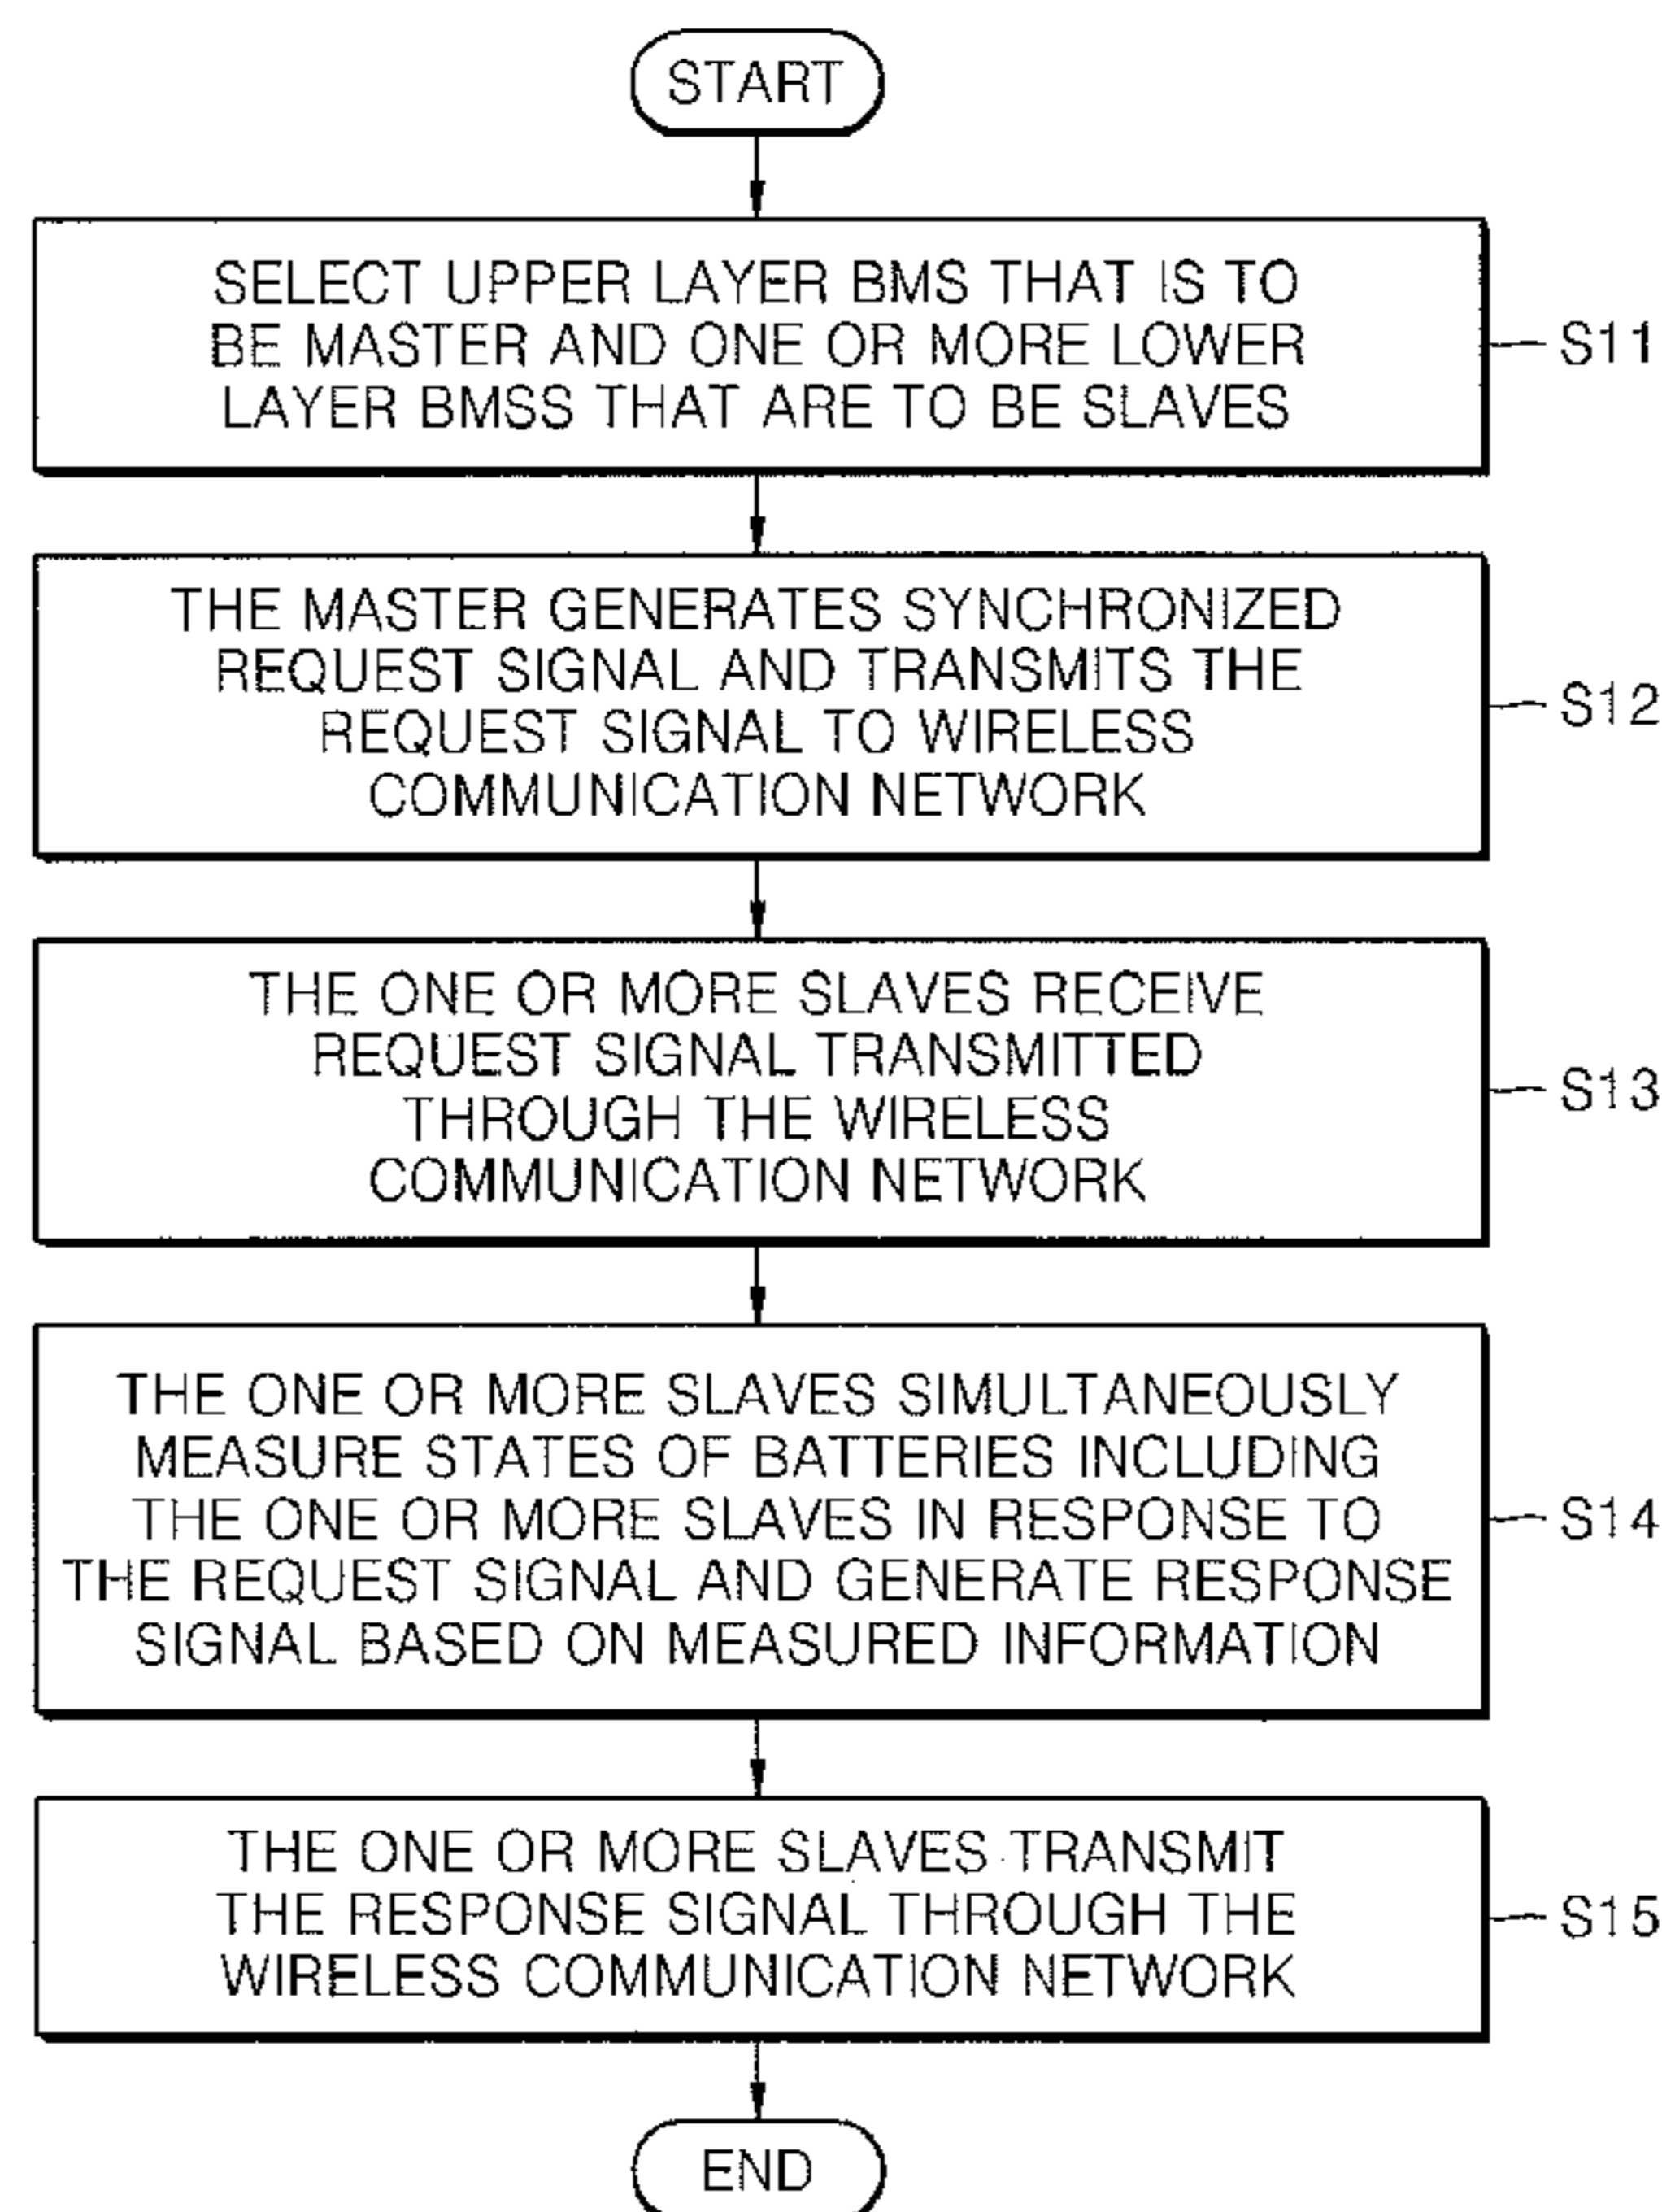 START
SELECT UPPER LAYER BMS THAT IS TO
BE MASTER AND ONE OR MORE LOWER
LAYER BMSS THAT ARE TO BE SLAVES
S11
THE MASTER GENERATES SYNCHRONIZED
REQUEST SIGNAL AND TRANSMITS THE
REQUEST SIGNAL TO WIRELESS
COMMUNICATION NETWORK
S12
THE ONE OR MORE SLAVES RECEIVE
REQUEST SIGNAL TRANSMITTED
THROUGH THE WIRELESS
COMMUNICATION NETWORK
S13
THE ONE OR MORE SLAVES SIMULTANEOUSLY
MEASURE STATES OF BATTERIES INCLUDING
THE ONE OR MORE SLAVES IN RESPONSE TO
THE REQUEST SIGNAL AND GENERATE RESPONSE
SIGNAL BASED ON MEASURED INFORMATION
S14
THE ONE OR MORE SLAVES TRANSMIT
THE RESPONSE SIGNAL THROUGH THE
WIRELESS COMMUNICATION NETWORK
S15
END